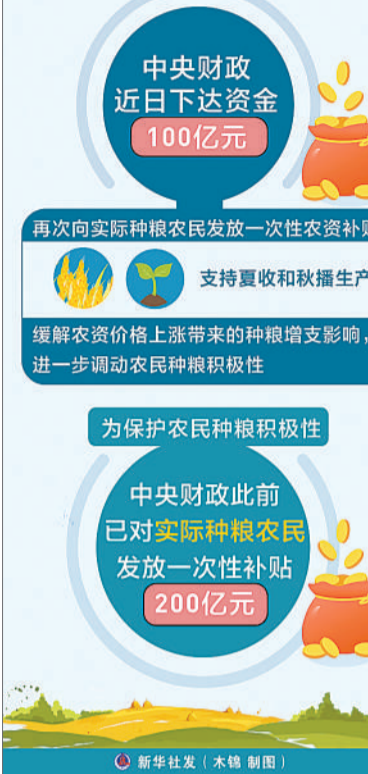 中央财政
近日下达资金
100亿元
再次向实际种粮农民发放一次性农资补贴
支持夏收和秋播生产
缓解农资价格上涨带来的种粮增支影响，
进一步调动农民种粮积极性
为保护农民种粮积极性
中央财政此前
已对实际种粮农民
发放一次性补贴
200亿元
新华社发（木锦 制图）